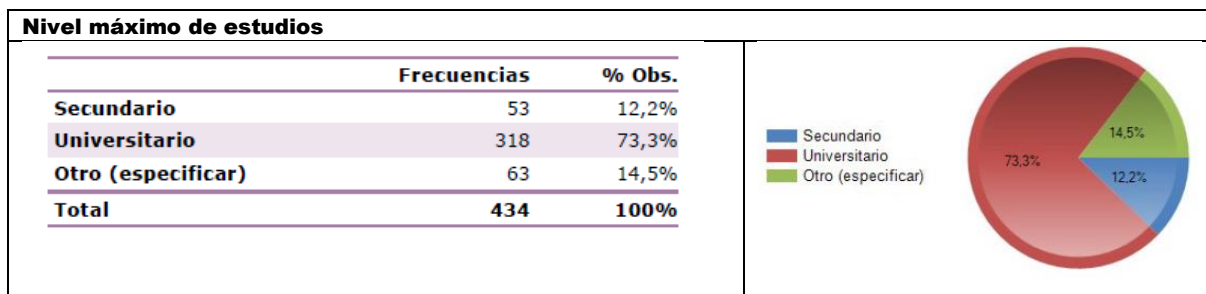 Nivel máximo de estudios
Frecuencias % Obs.
Secundario 53 12,2%
Universitario 318 73,3%
Otro (especificar) 63 14,5%
Total 434 100%
Secundario
Universitario
Otro (especificar)
14,5%
73,3%
12,2%